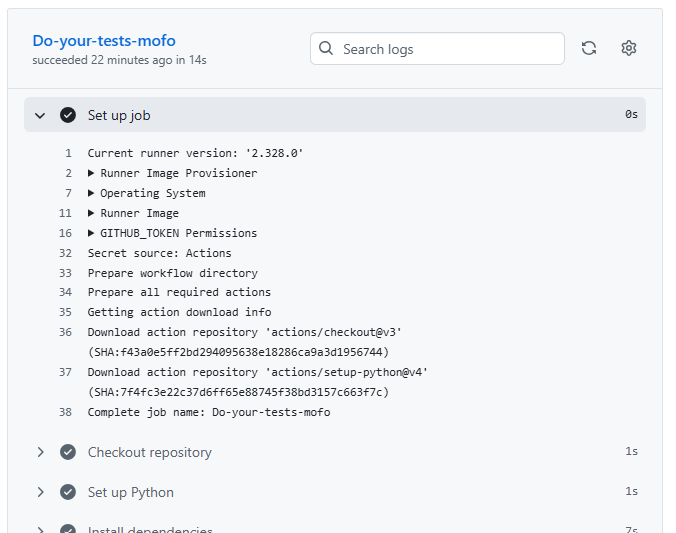 Do-your-tests-mofo
succeeded 22 minutes ago in 14s
Search logs
Set up job 0s
1 Current runner version: '2.328.0'
2 ▶ Runner Image Provisioner
7 ▶ Operating System
11 ▶ Runner Image
16 ▶ GITHUB_TOKEN Permissions
32 Secret source: Actions
33 Prepare workflow directory
34 Prepare all required actions
35 Getting action download info
36 Download action repository 'actions/checkout@v3'
(SHA:f43a0e5ff2bd294095638e18286ca9a3d1956744)
37 Download action repository 'actions/setup-python@v4'
(SHA:7f4fc3e22c37d6ff65e88745f38bd3157c663f7c)
38 Complete job name: Do-your-tests-mofo
Checkout repository 1s
Set up Python 1s
Install dependencies 7s